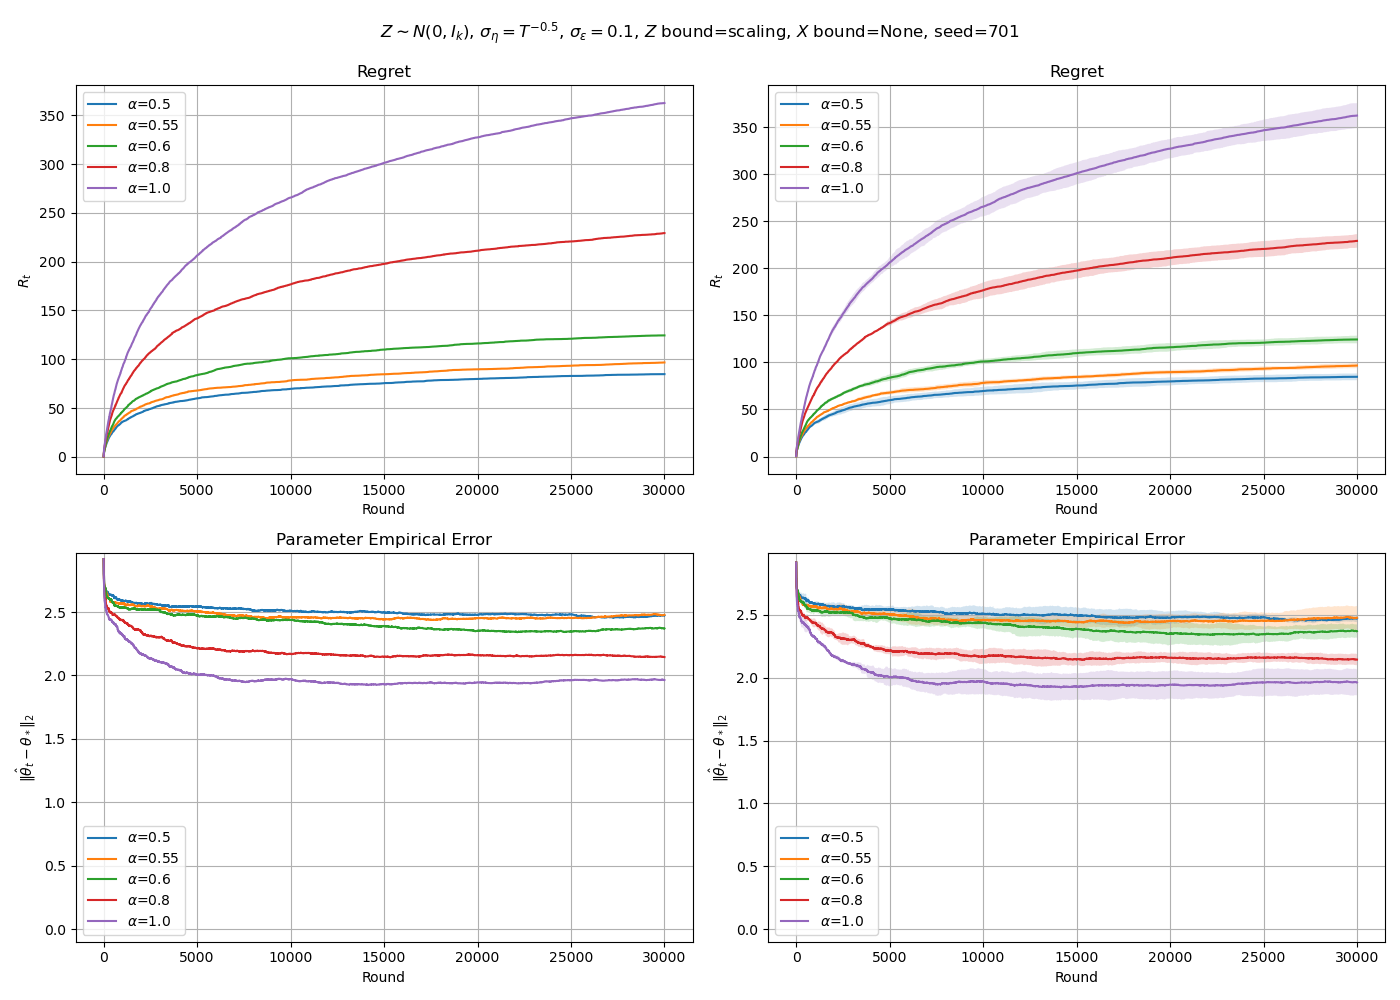 Z ~ N(0, I_k), σ_η = T^{-0.5}, σ_ε = 0.1, Z bound=scaling, X bound=None, seed=701
Regret
R_t
350
300
250
200
150
100
50
0
α=0.5
α=0.55
α=0.6
α=0.8
α=1.0
0 5000 10000 15000 20000 25000 30000
Round
Regret
R_t
350
300
250
200
150
100
50
0
α=0.5
α=0.55
α=0.6
α=0.8
α=1.0
0 5000 10000 15000 20000 25000 30000
Round
Parameter Empirical Error
‖θ̂_t − θ_*‖_2
2.5
2.0
1.5
1.0
0.5
0.0
α=0.5
α=0.55
α=0.6
α=0.8
α=1.0
0 5000 10000 15000 20000 25000 30000
Round
Parameter Empirical Error
‖θ̂_t − θ_*‖_2
2.5
2.0
1.5
1.0
0.5
0.0
α=0.5
α=0.55
α=0.6
α=0.8
α=1.0
0 5000 10000 15000 20000 25000 30000
Round